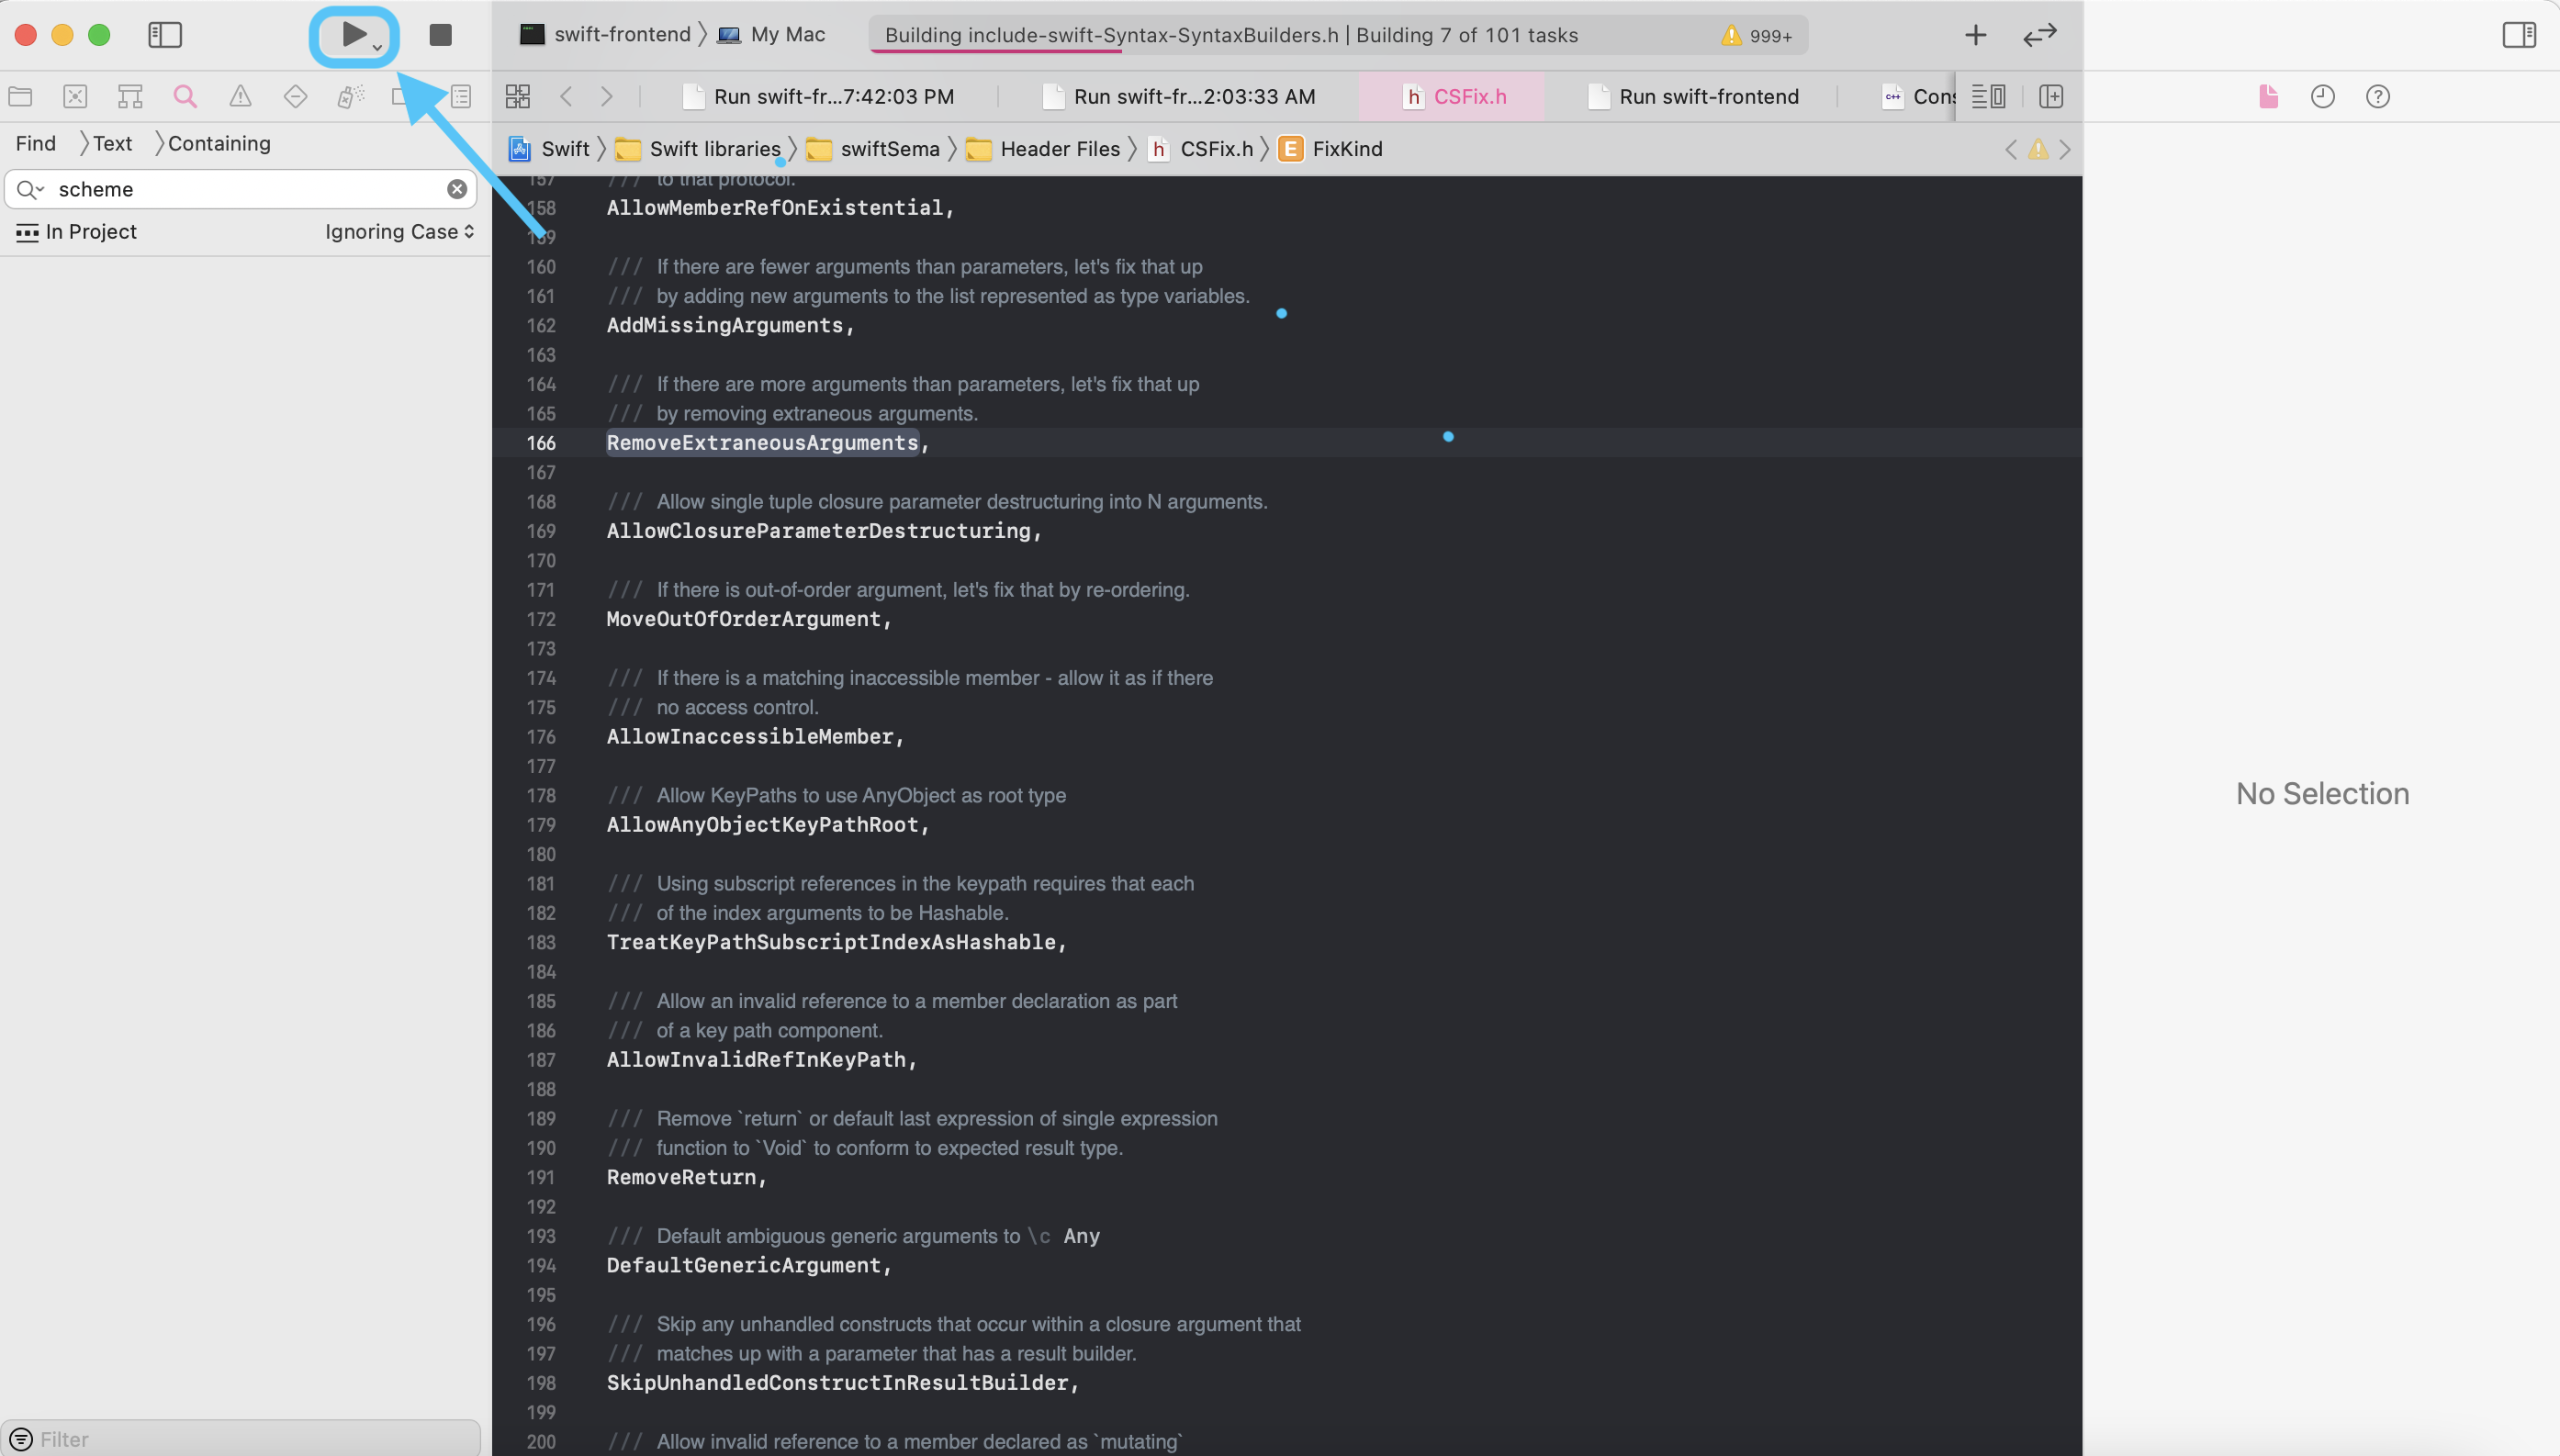 swift-frontend 〉 My Mac
Building include-swift-Syntax-SyntaxBuilders.h | Building 7 of 101 tasks
999+
Run swift-fr...7:42:03 PM
Run swift-fr...2:03:33 AM
h CSFix.h
Run swift-frontend
c++ Cons
Find 〉Text 〉Containing
scheme
In Project
Ignoring Case
Swift 〉 Swift libraries 〉 swiftSema 〉 Header Files 〉 h CSFix.h 〉 E FixKind
157 /// to that protocol.
158 AllowMemberRefOnExistential,
159
160 /// If there are fewer arguments than parameters, let's fix that up
161 /// by adding new arguments to the list represented as type variables.
162 AddMissingArguments,
163
164 /// If there are more arguments than parameters, let's fix that up
165 /// by removing extraneous arguments.
166 RemoveExtraneousArguments,
167
168 /// Allow single tuple closure parameter destructuring into N arguments.
169 AllowClosureParameterDestructuring,
170
171 /// If there is out-of-order argument, let's fix that by re-ordering.
172 MoveOutOfOrderArgument,
173
174 /// If there is a matching inaccessible member - allow it as if there
175 /// no access control.
176 AllowInaccessibleMember,
177
178 /// Allow KeyPaths to use AnyObject as root type
179 AllowAnyObjectKeyPathRoot,
180
181 /// Using subscript references in the keypath requires that each
182 /// of the index arguments to be Hashable.
183 TreatKeyPathSubscriptIndexAsHashable,
184
185 /// Allow an invalid reference to a member declaration as part
186 /// of a key path component.
187 AllowInvalidRefInKeyPath,
188
189 /// Remove `return` or default last expression of single expression
190 /// function to `Void` to conform to expected result type.
191 RemoveReturn,
192
193 /// Default ambiguous generic arguments to \c Any
194 DefaultGenericArgument,
195
196 /// Skip any unhandled constructs that occur within a closure argument that
197 /// matches up with a parameter that has a result builder.
198 SkipUnhandledConstructInResultBuilder,
199
200 /// Allow invalid reference to a member declared as `mutating`
No Selection
Filter